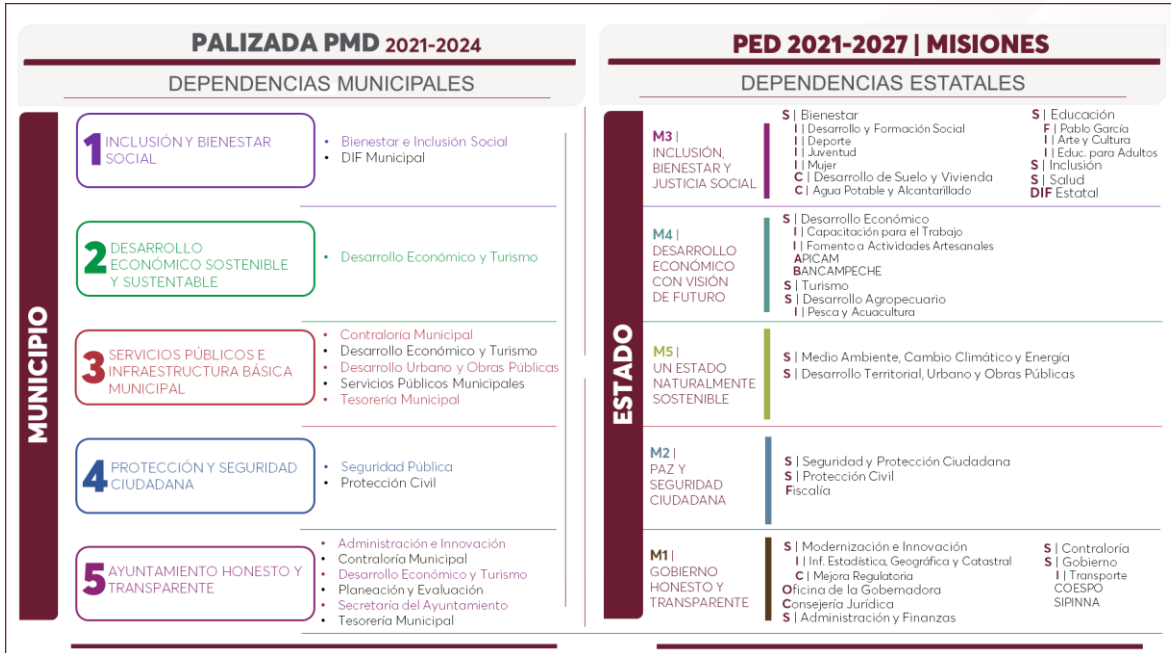 PALIZADA PMD 2021-2024
DEPENDENCIAS MUNICIPALES
MUNICIPIO
1 INCLUSIÓN Y BIENESTAR
SOCIAL
• Bienestar e Inclusión Social
• DIF Municipal
2 DESARROLLO
ECONÓMICO SOSTENIBLE
Y SUSTENTABLE
• Desarrollo Económico y Turismo
3 SERVICIOS PÚBLICOS E
INFRAESTRUCTURA BÁSICA
MUNICIPAL
• Contraloría Municipal
• Desarrollo Económico y Turismo
• Desarrollo Urbano y Obras Públicas
• Servicios Públicos Municipales
• Tesorería Municipal
4 PROTECCIÓN Y SEGURIDAD
CIUDADANA
• Seguridad Pública
• Protección Civil
5 AYUNTAMIENTO HONESTO Y
TRANSPARENTE
• Administración e Innovación
• Contraloría Municipal
• Desarrollo Económico y Turismo
• Planeación y Evaluación
• Secretaría del Ayuntamiento
• Tesorería Municipal
PED 2021-2027 | MISIONES
DEPENDENCIAS ESTATALES
ESTADO
M3 |
INCLUSIÓN,
BIENESTAR Y
JUSTICIA SOCIAL
S | Bienestar
I | Desarrollo y Formación Social
I | Deporte
I | Juventud
I | Mujer
C | Desarrollo de Suelo y Vivienda
C | Agua Potable y Alcantarillado
S | Educación
F | Pablo García
I | Arte y Cultura
I | Educ. para Adultos
S | Inclusión
S | Salud
DIF Estatal
M4 |
DESARROLLO
ECONÓMICO
CON VISIÓN
DE FUTURO
S | Desarrollo Económico
I | Capacitación para el Trabajo
I | Fomento a Actividades Artesanales
APICAM
BANCAMPECHE
S | Turismo
S | Desarrollo Agropecuario
I | Pesca y Acuacultura
M5 |
UN ESTADO
NATURALMENTE
SOSTENIBLE
S | Medio Ambiente, Cambio Climático y Energía
S | Desarrollo Territorial, Urbano y Obras Públicas
M2 |
PAZ Y
SEGURIDAD
CIUDADANA
S | Seguridad y Protección Ciudadana
S | Protección Civil
Fiscalía
M1 |
GOBIERNO
HONESTO Y
TRANSPARENTE
S | Modernización e Innovación
I | Inf. Estadística, Geográfica y Catastral
C | Mejora Regulatoria
Oficina de la Gobernadora
Consejería Jurídica
S | Administración y Finanzas
S | Contraloría
S | Gobierno
I | Transporte
COESPO
SIPINNA